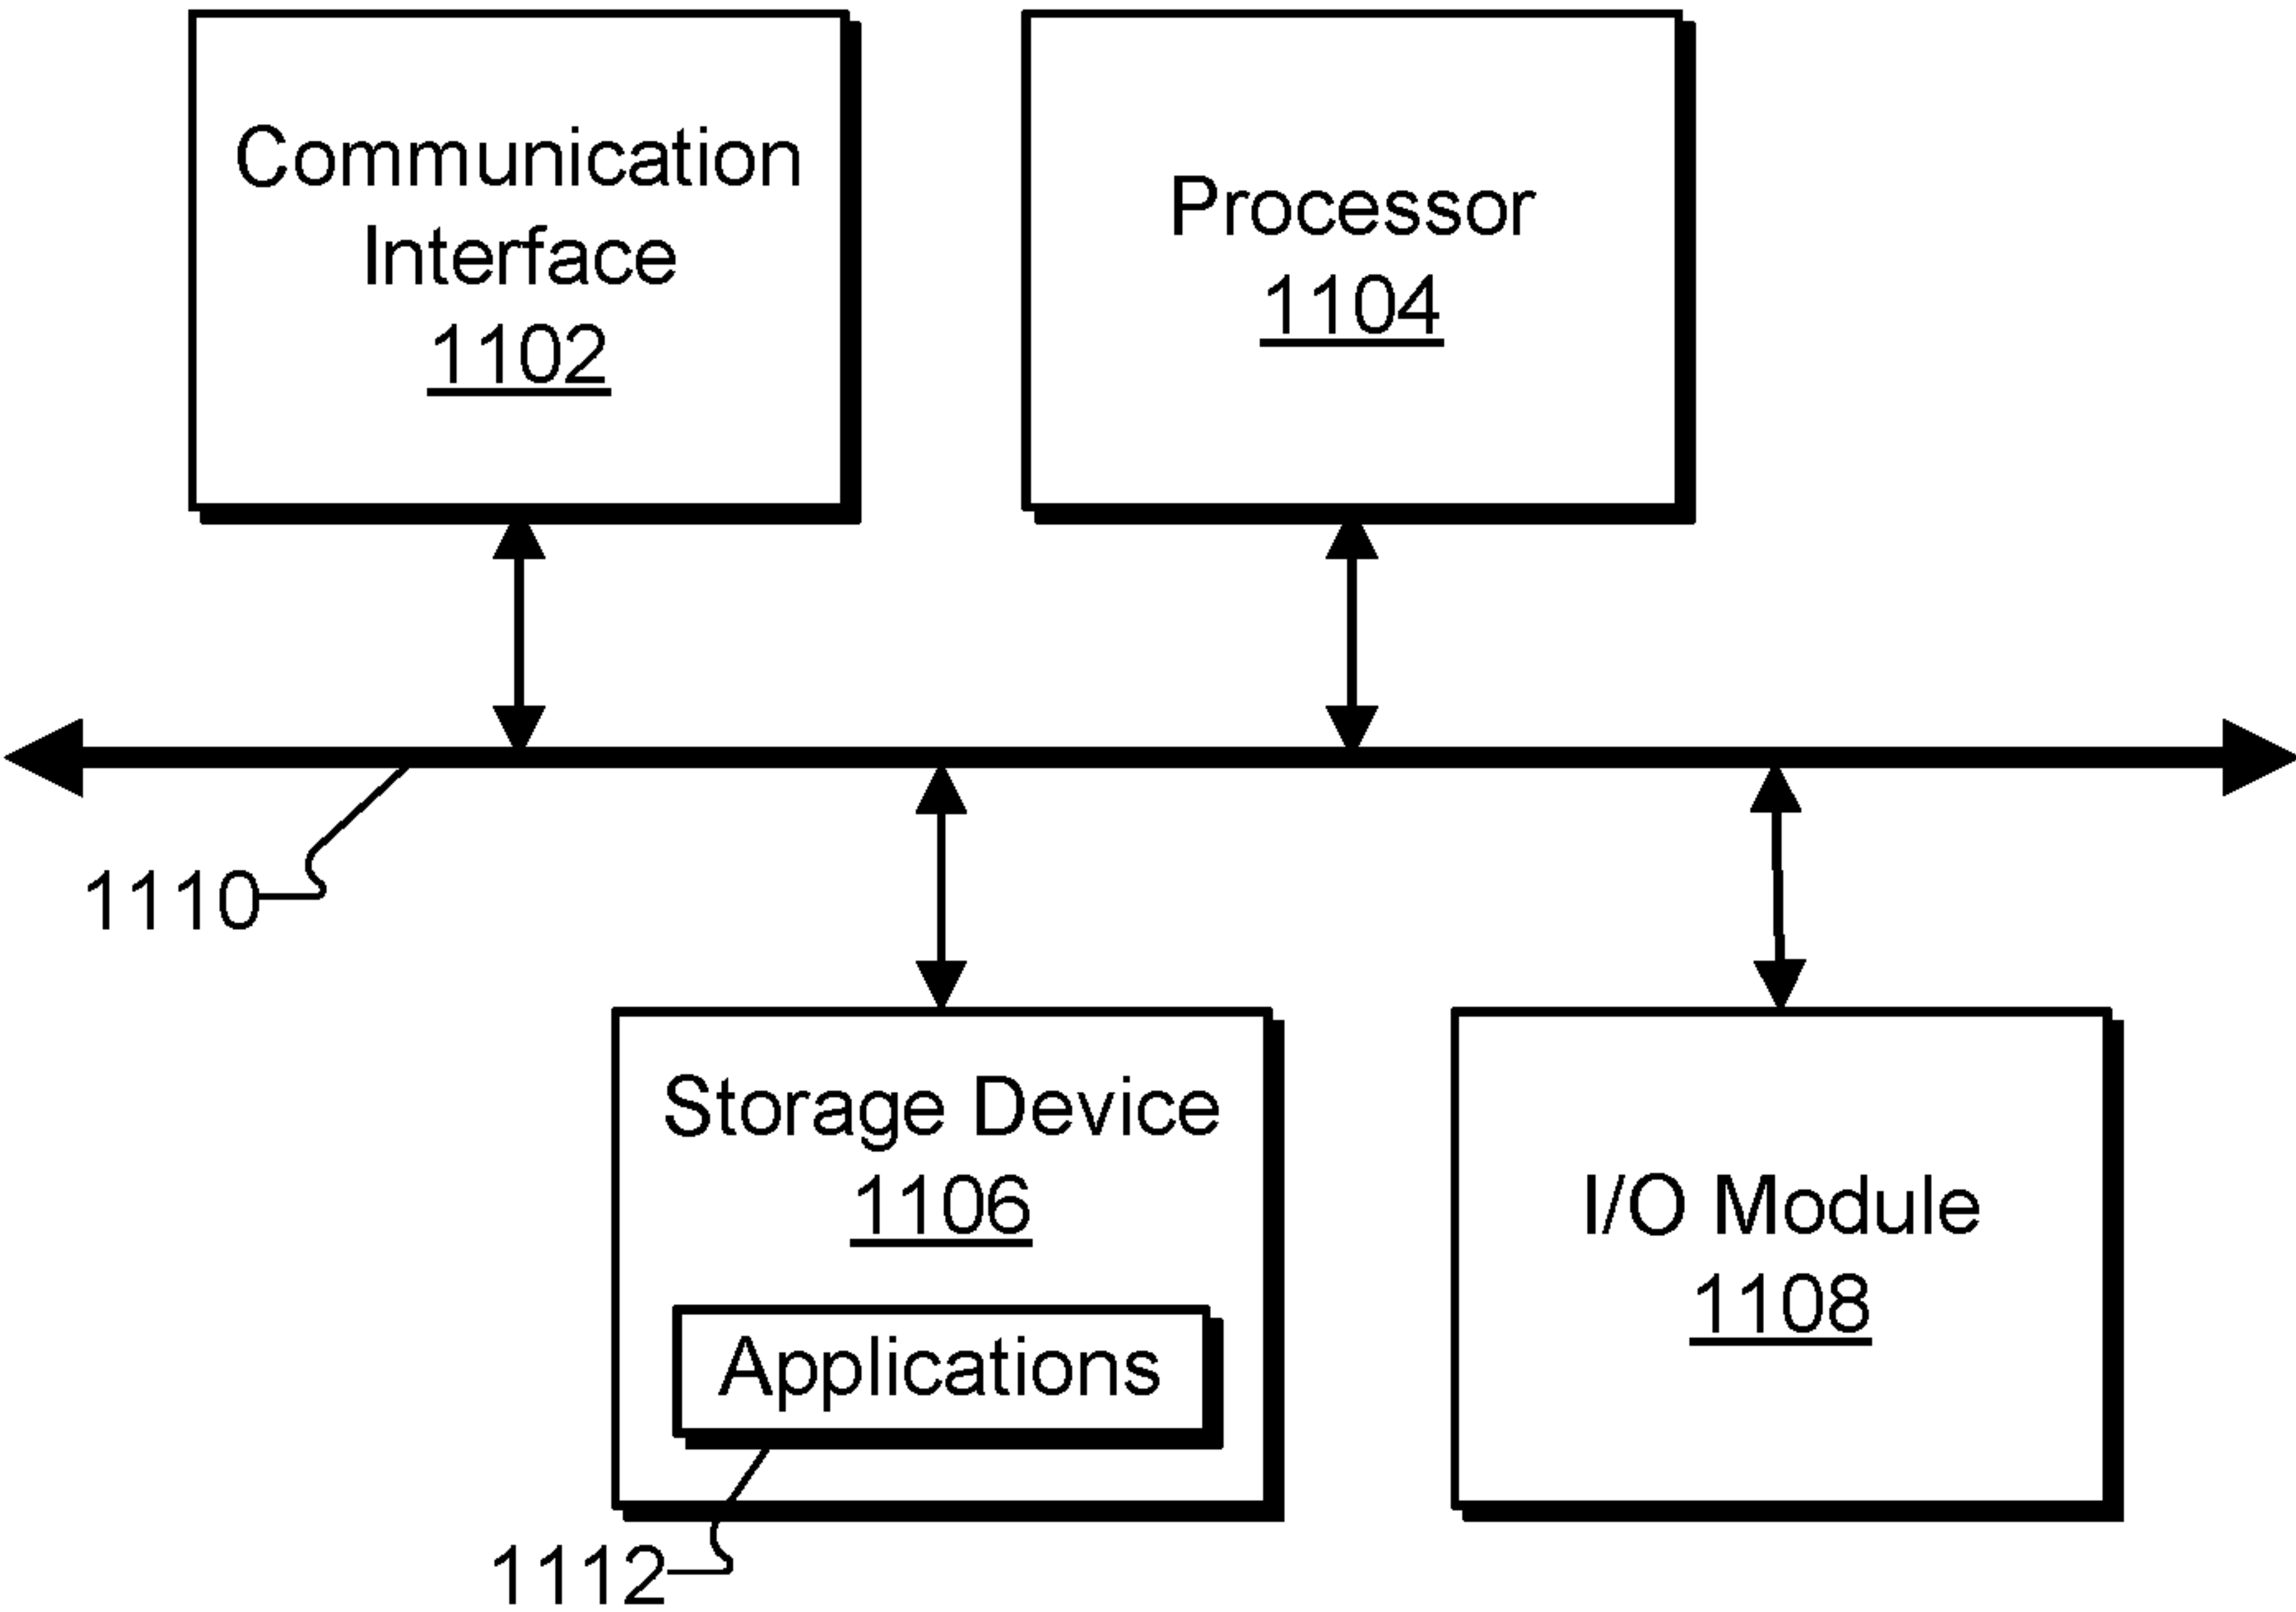 Communication
Interface
1102
Processor
1104
1110
Storage Device
1106
Applications
1112
I/O Module
1108